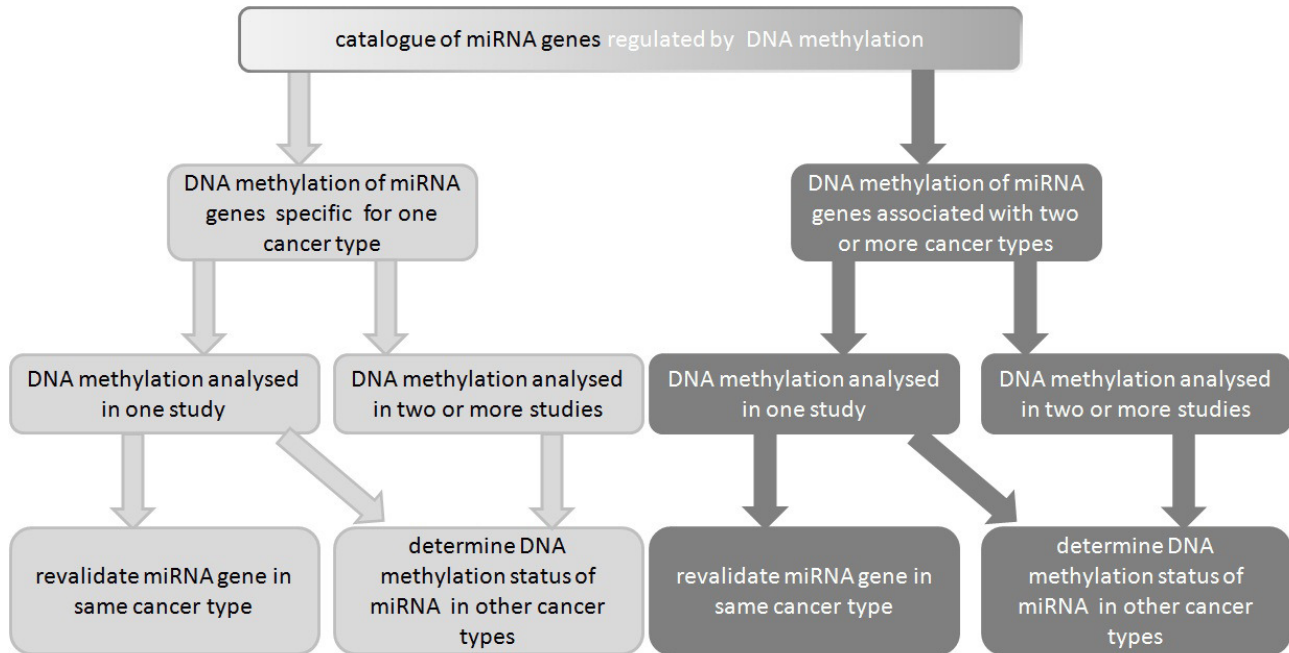 catalogue of miRNA genes regulated by DNA methylation
DNA methylation of miRNA
genes specific for one
cancer type
DNA methylation of miRNA
genes associated with two
or more cancer types
DNA methylation analysed
in one study
DNA methylation analysed
in two or more studies
DNA methylation analysed
in one study
DNA methylation analysed
in two or more studies
revalidate miRNA gene in
same cancer type
determine DNA
methylation status of
miRNA in other cancer
types
revalidate miRNA gene in
same cancer type
determine DNA
methylation status of
miRNA in other cancer
types